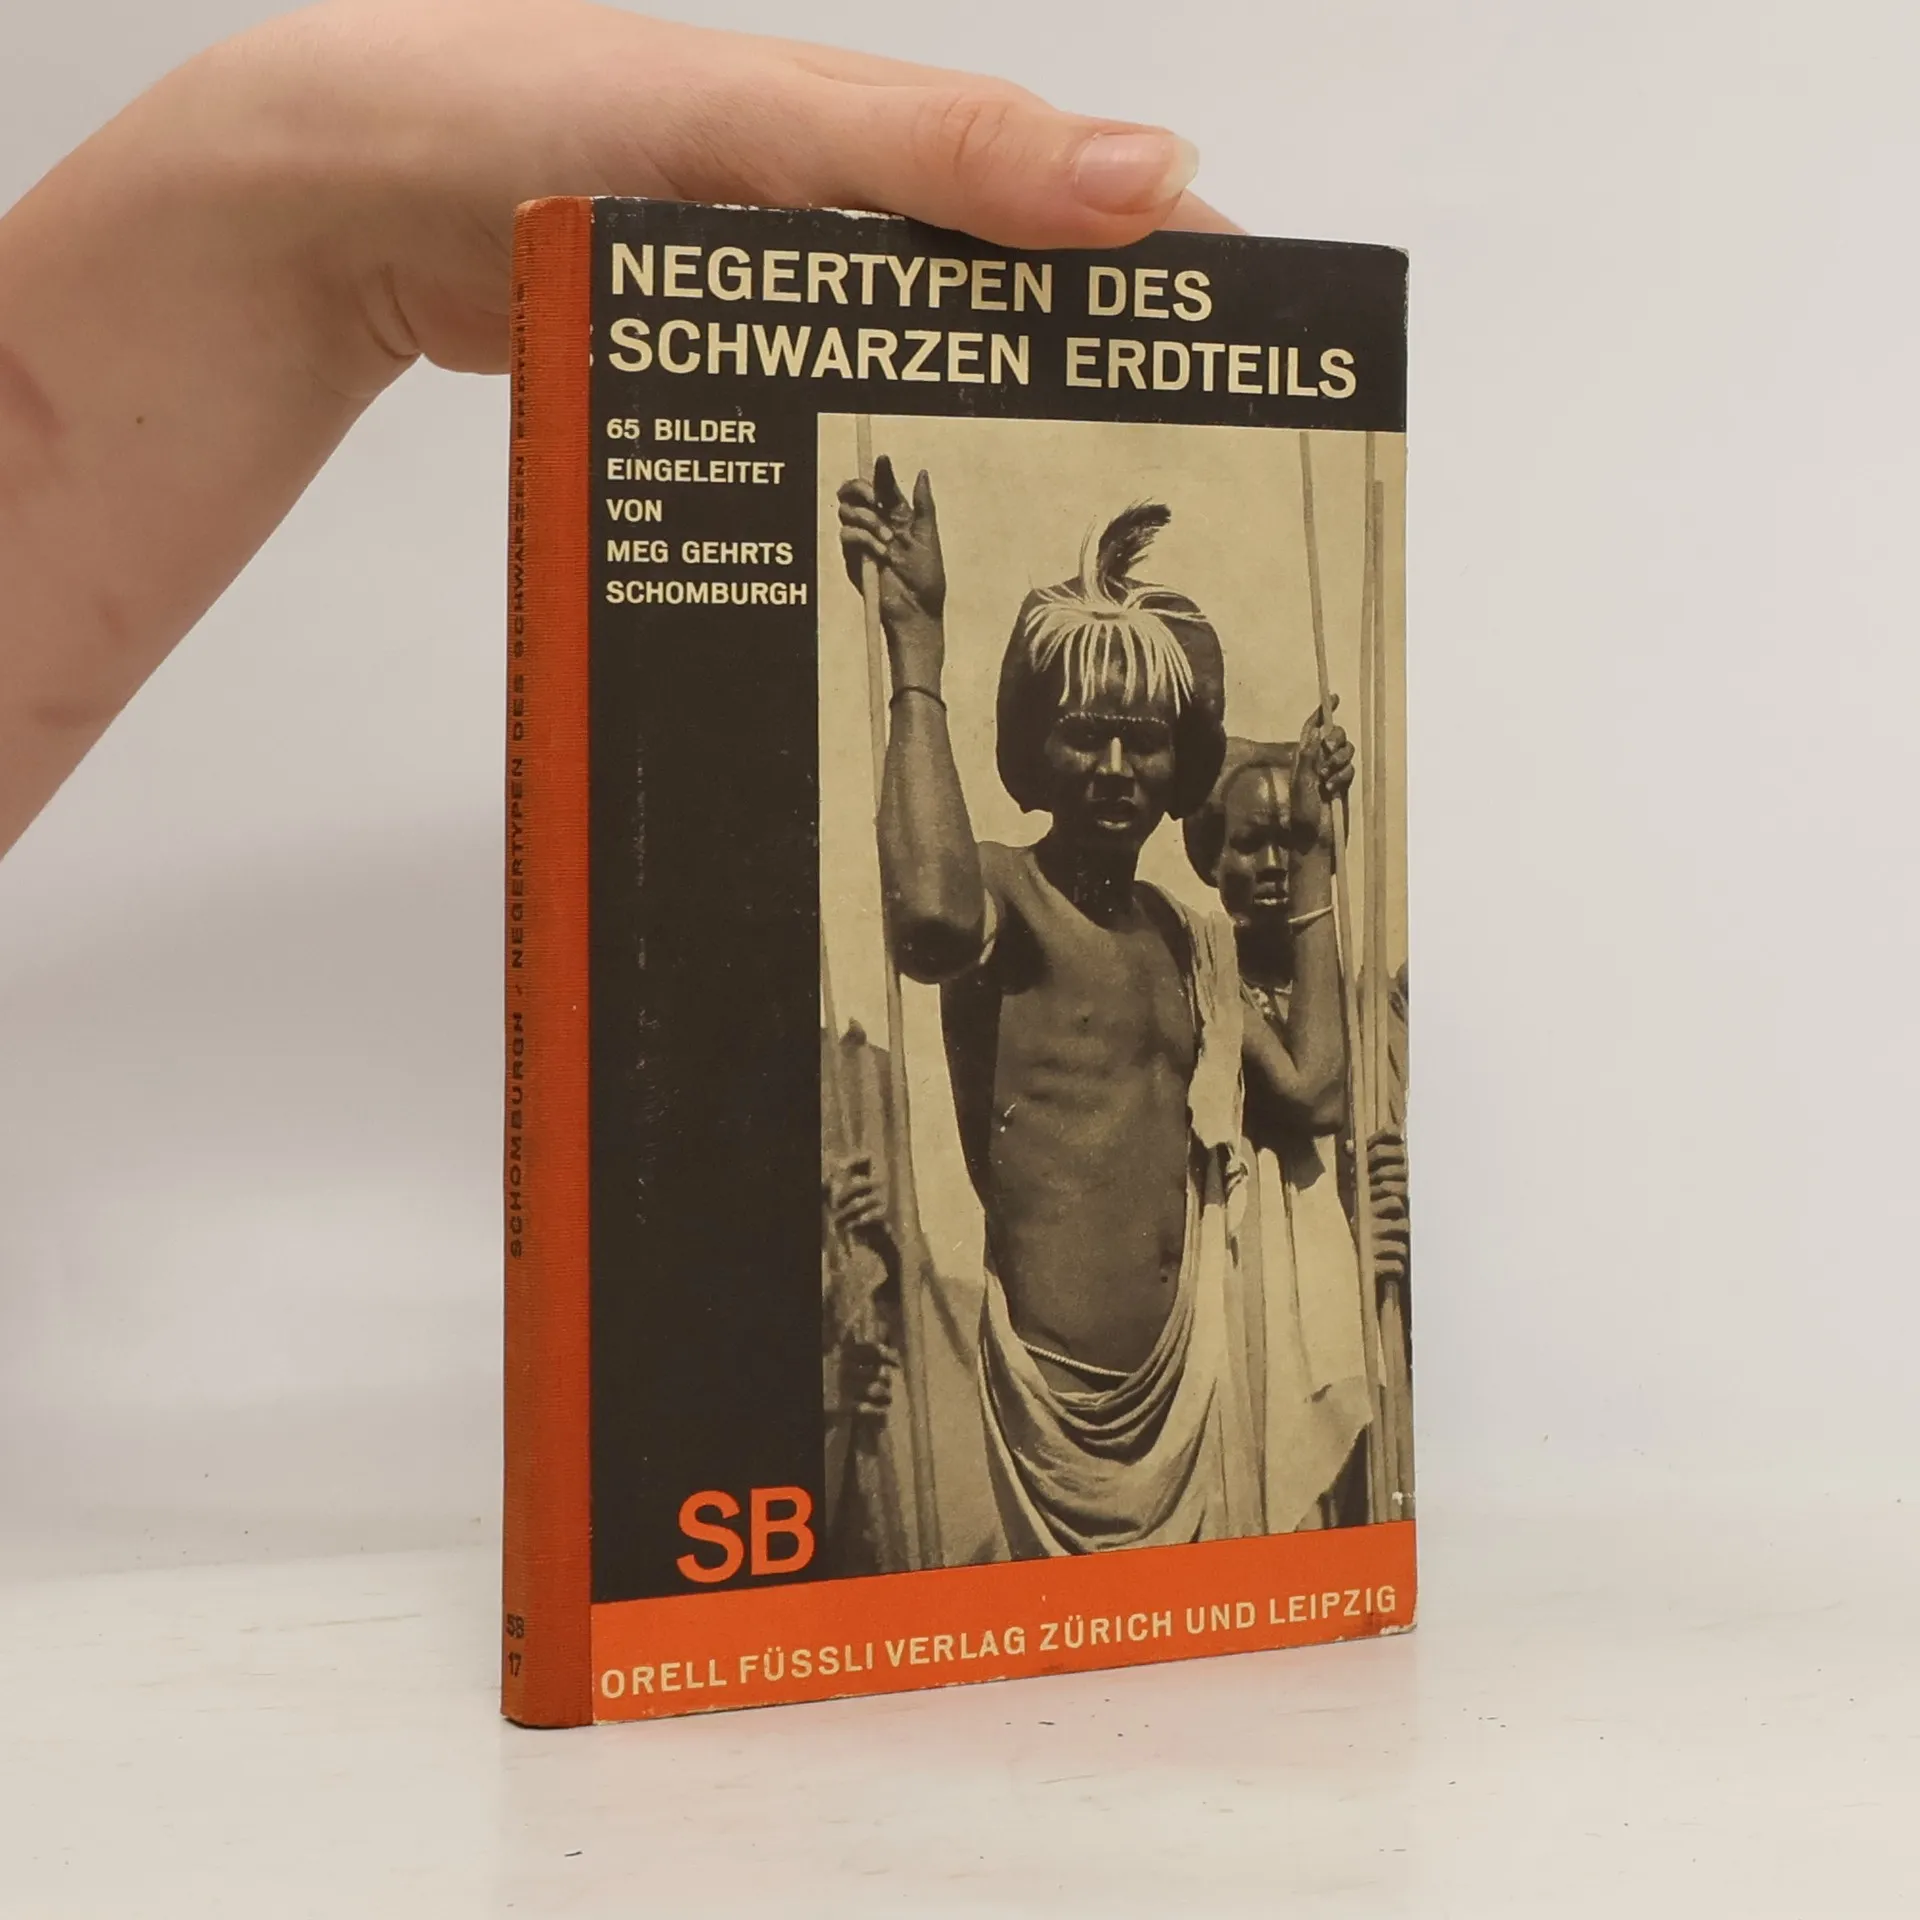 NEGERTYPEN DES
SCHWARZEN ERDTEILS
65 BILDER
EINGELEITET
VON
MEG GEHRTS
SCHOMBURGH
SB
ORELL FÜSSLI VERLAG ZÜRICH UND LEIPZIG
SCHOMBURGH / NEGERTYPEN DES SCHWARZEN ERDTEILS
SB
17